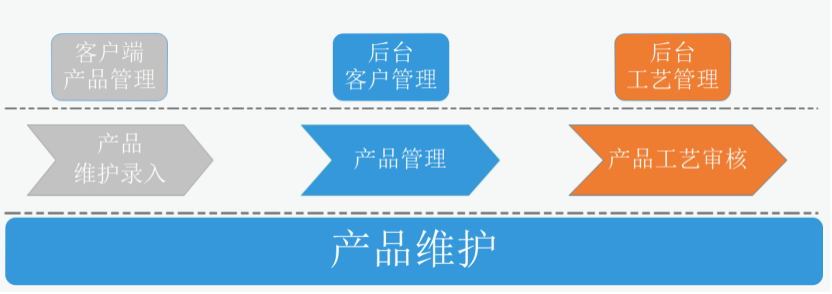 客户端
产品管理
后台
客户管理
后台
工艺管理
产品
维护录入
产品管理
产品工艺审核
产品维护